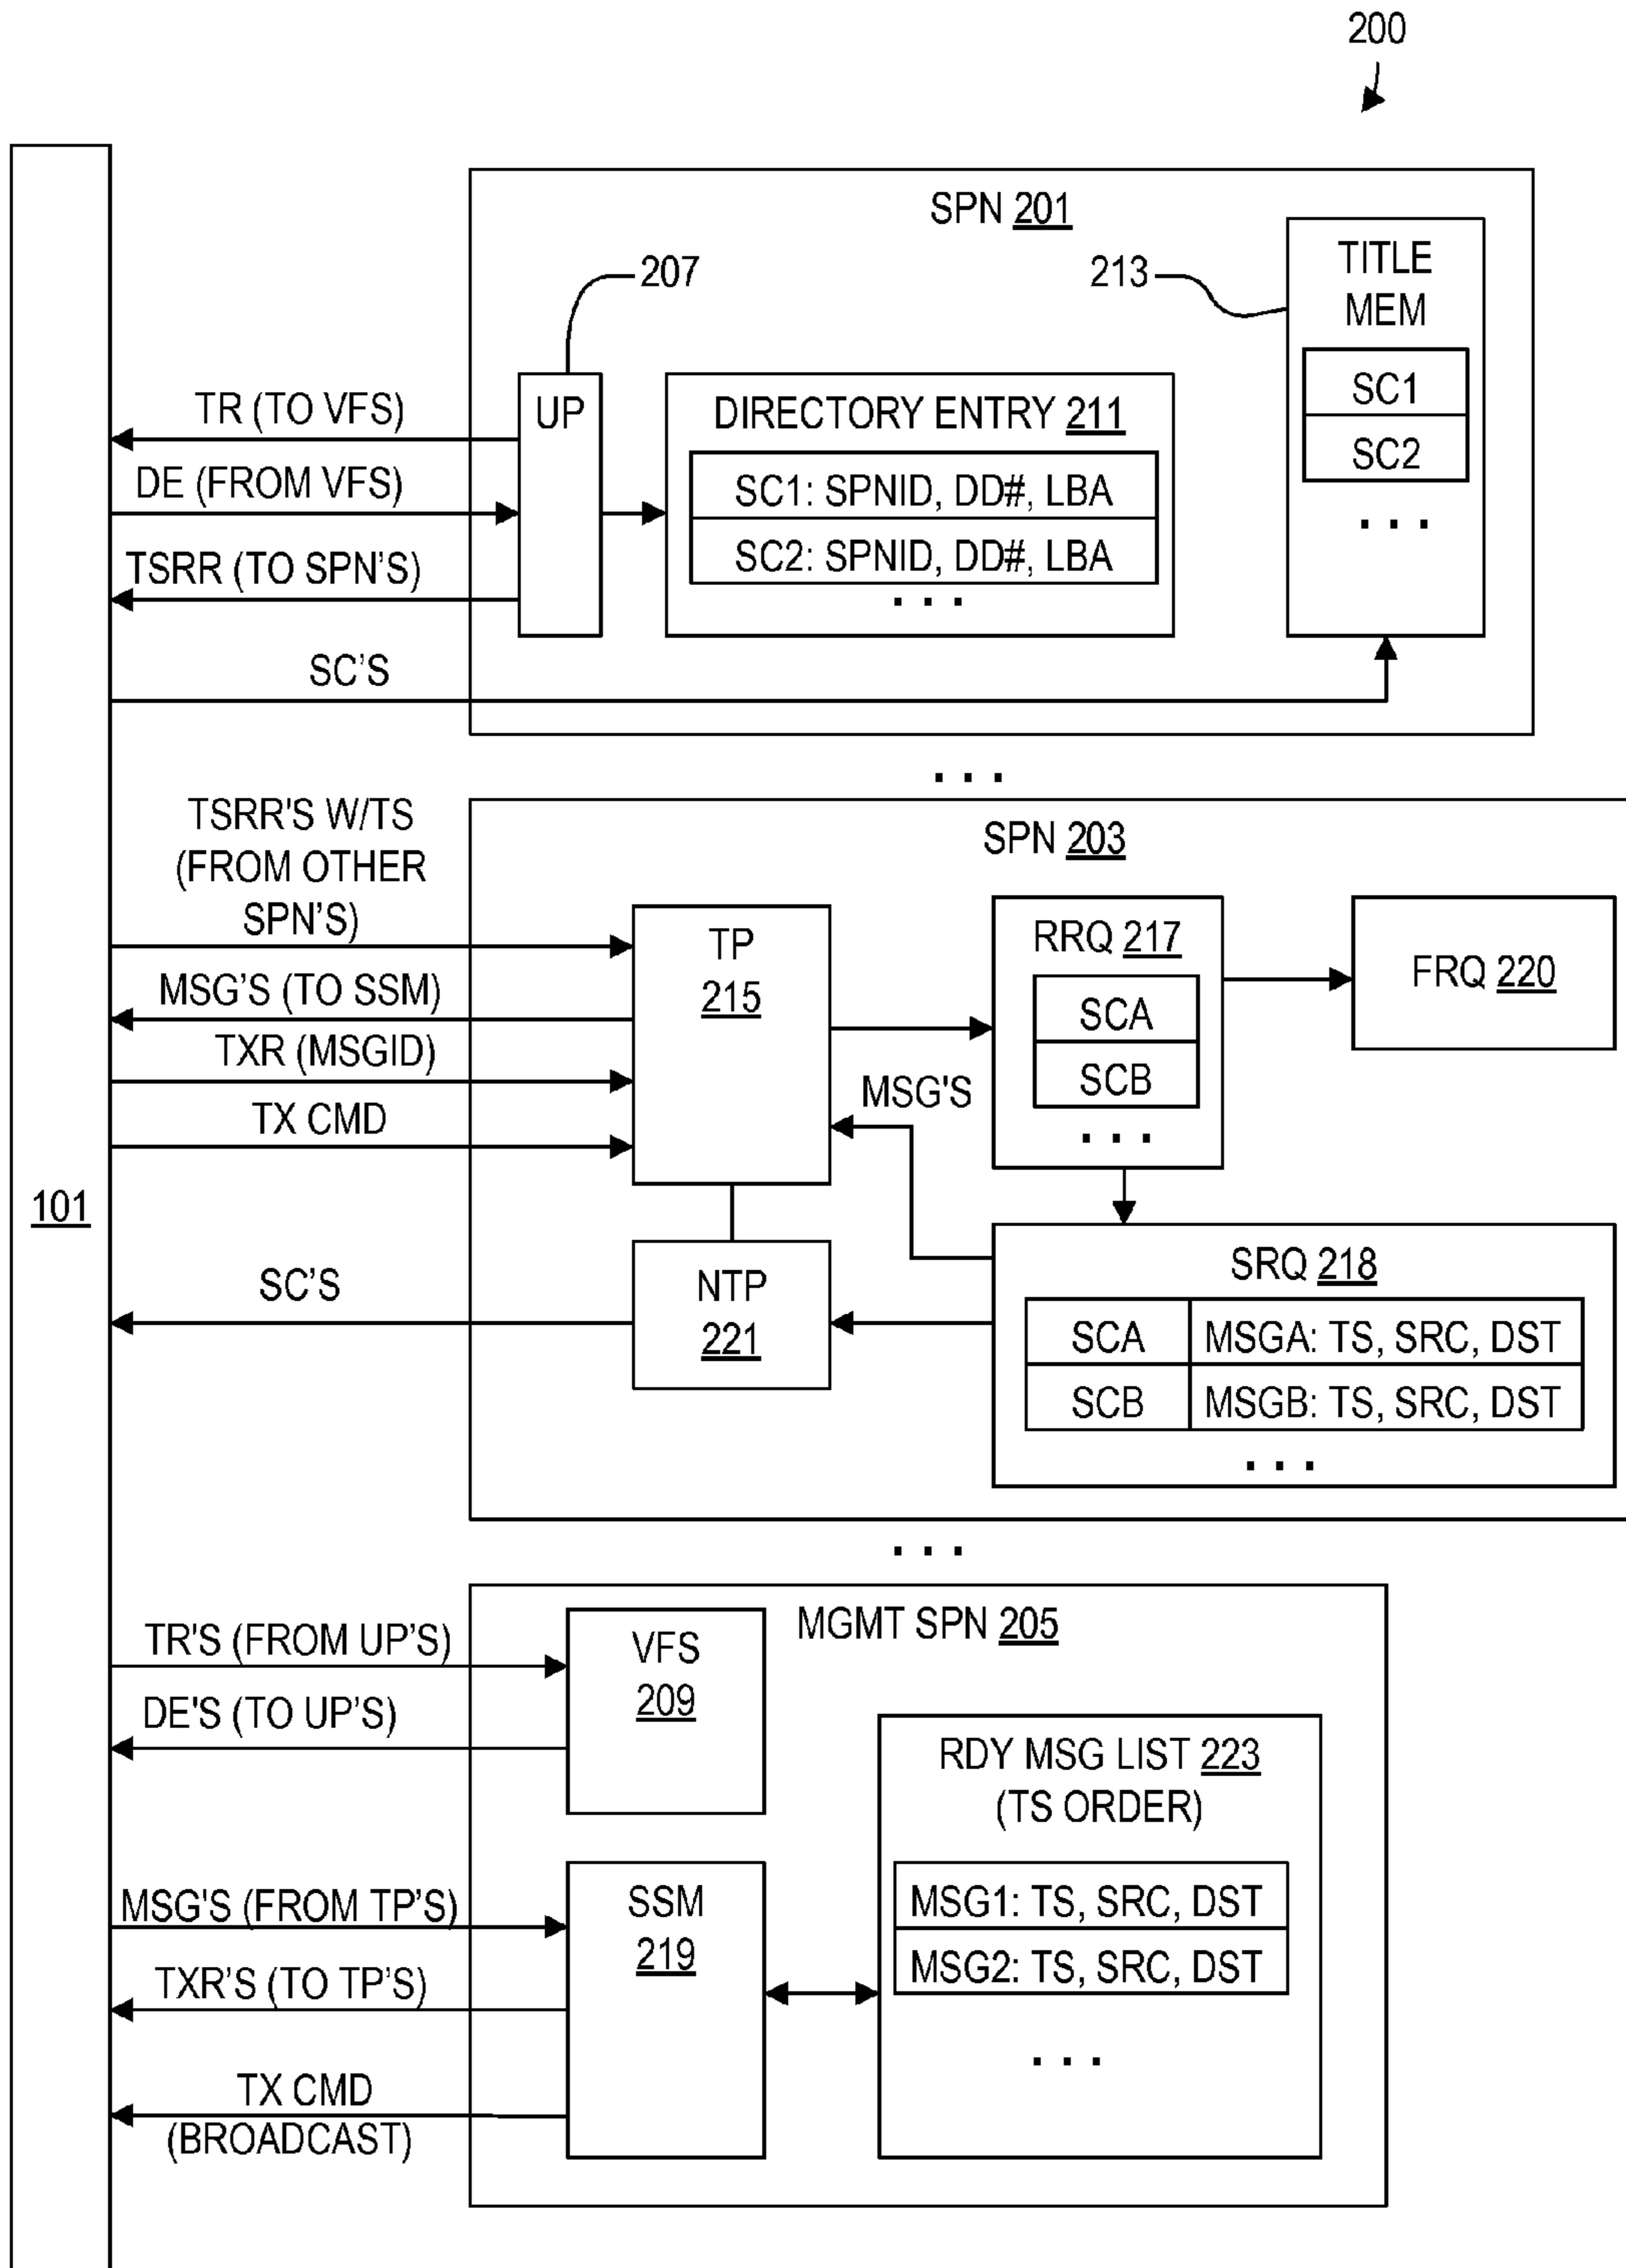 200
SPN 201
207
213
TITLE
MEM
SC1
SC2
. . .
UP
DIRECTORY ENTRY 211
SC1: SPNID, DD#, LBA
SC2: SPNID, DD#, LBA
. . .
TR (TO VFS)
DE (FROM VFS)
TSRR (TO SPN'S)
SC'S
. . .
TSRR'S W/TS
(FROM OTHER
SPN'S)
MSG'S (TO SSM)
TXR (MSGID)
TX CMD
SC'S
101
SPN 203
TP
215
RRQ 217
SCA
SCB
. . .
FRQ 220
MSG'S
NTP
221
SRQ 218
SCA MSGA: TS, SRC, DST
SCB MSGB: TS, SRC, DST
. . .
. . .
TR'S (FROM UP'S)
DE'S (TO UP'S)
MSG'S (FROM TP'S)
TXR'S (TO TP'S)
TX CMD
(BROADCAST)
MGMT SPN 205
VFS
209
SSM
219
RDY MSG LIST 223
(TS ORDER)
MSG1: TS, SRC, DST
MSG2: TS, SRC, DST
. . .